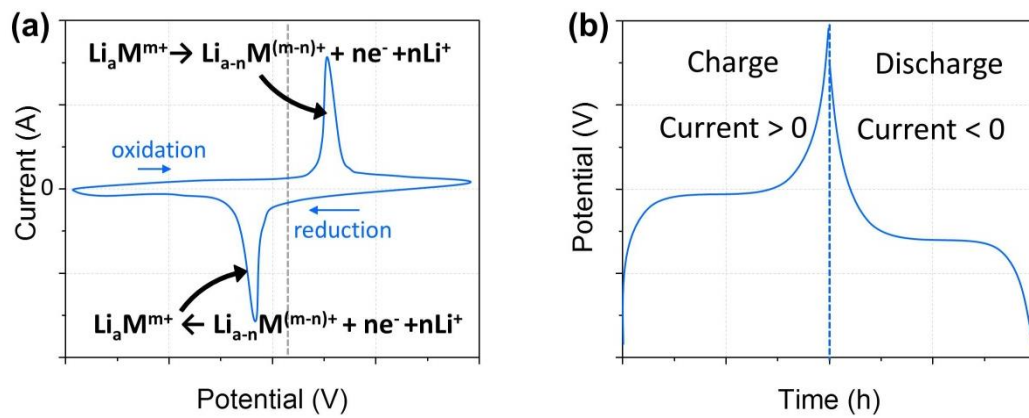 (a)
LiₐMᵐ⁺ → Liₐ₋ₙM⁽ᵐ⁻ⁿ⁾⁺ + ne⁻ +nLi⁺
oxidation
Current (A)
0
reduction
LiₐMᵐ⁺ ← Liₐ₋ₙM⁽ᵐ⁻ⁿ⁾⁺ + ne⁻ +nLi⁺
Potential (V)
(b)
Charge
Discharge
Current > 0
Current < 0
Potential (V)
Time (h)